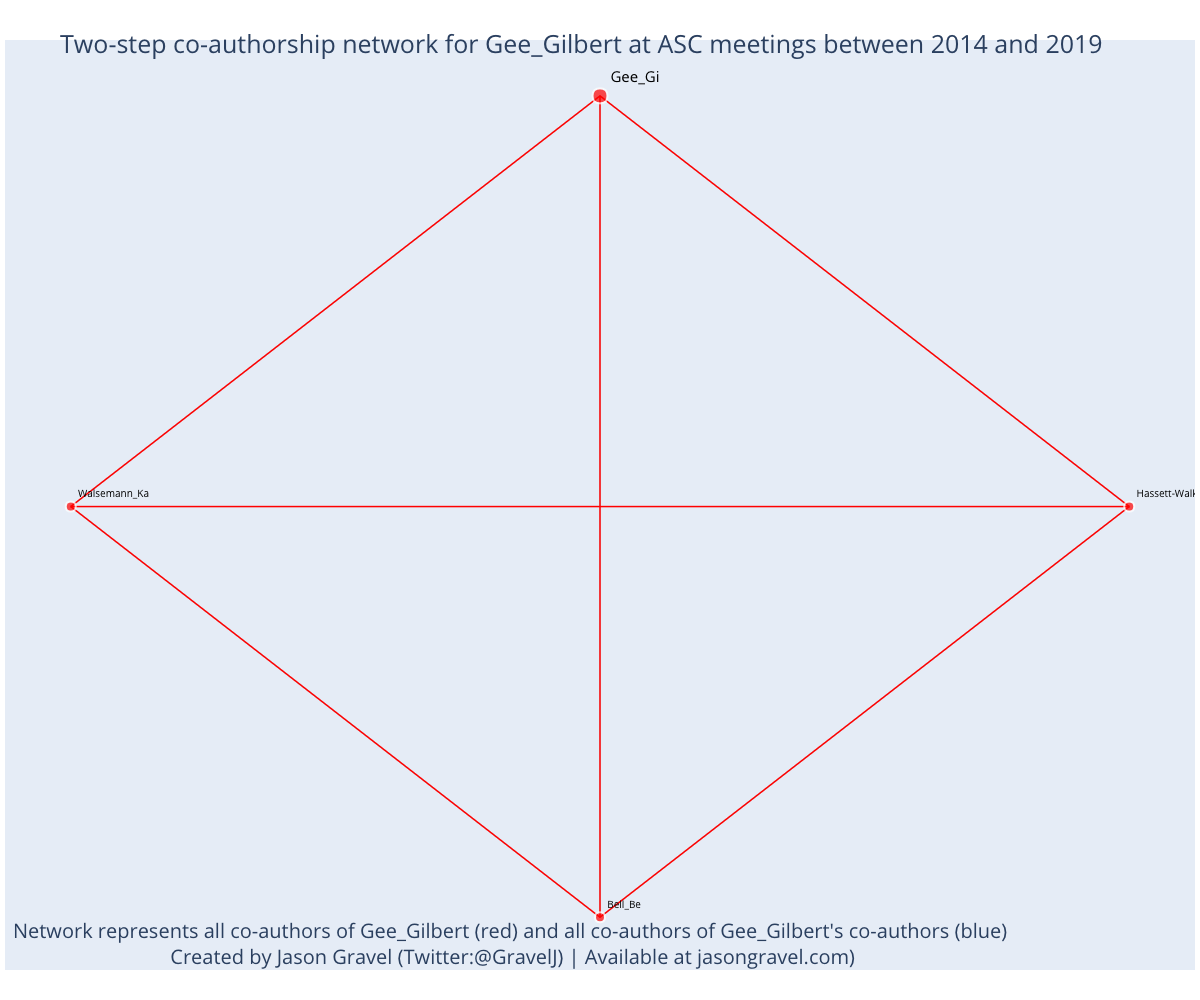 Two-step co-authorship network for Gee_Gilbert at ASC meetings between 2014 and 2019
Gee_Gi
Walsemann_Ka
Hassett-Walk
Bell_Be
Network represents all co-authors of Gee_Gilbert (red) and all co-authors of Gee_Gilbert's co-authors (blue)
Created by Jason Gravel (Twitter:@GravelJ) | Available at jasongravel.com)